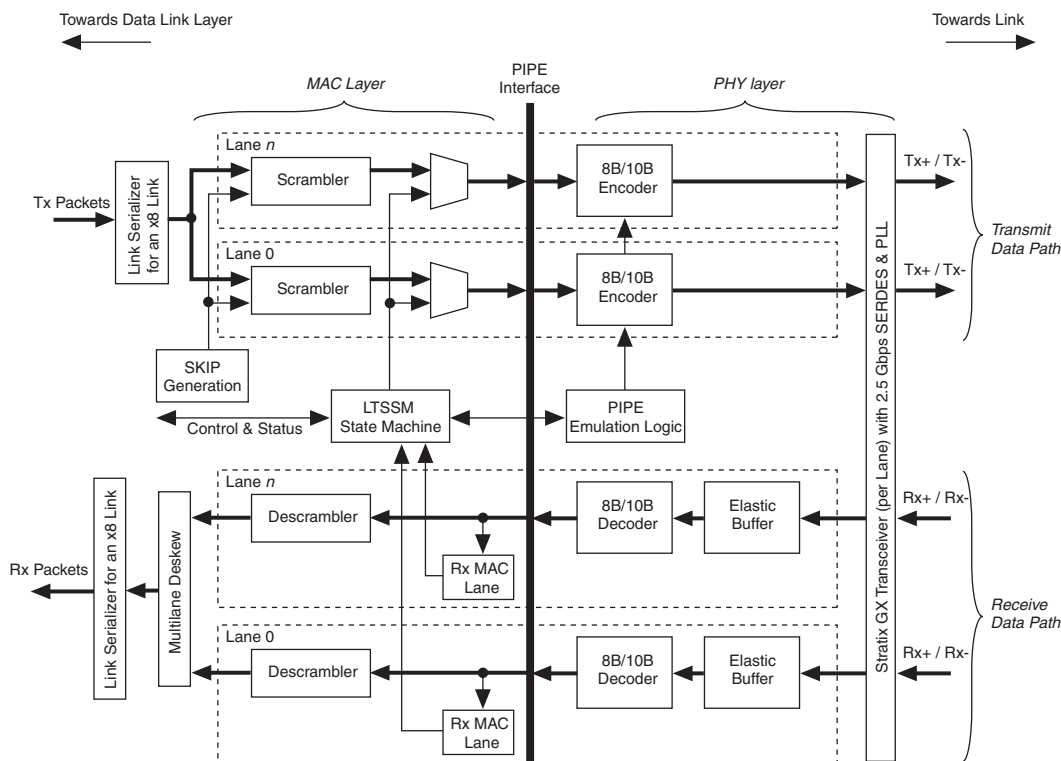 Towards Data Link Layer
Towards Link
MAC Layer
PIPE
Interface
PHY layer
Lane n
Scrambler
8B/10B
Encoder
Tx+ / Tx-
Tx Packets
Link Serializer
for an x8 Link
Lane 0
Scrambler
8B/10B
Encoder
Tx+ / Tx-
Transmit
Data Path
SKIP
Generation
Control & Status
LTSSM
State Machine
PIPE
Emulation Logic
Stratix GX Transceiver (per Lane) with 2.5 Gbps SERDES & PLL
Lane n
Descrambler
8B/10B
Decoder
Elastic
Buffer
Rx+ / Rx-
Rx MAC
Lane
Rx Packets
Link Serializer for an x8 Link
Multilane Deskew
Receive
Data Path
Lane 0
Descrambler
8B/10B
Decoder
Elastic
Buffer
Rx+ / Rx-
Rx MAC
Lane